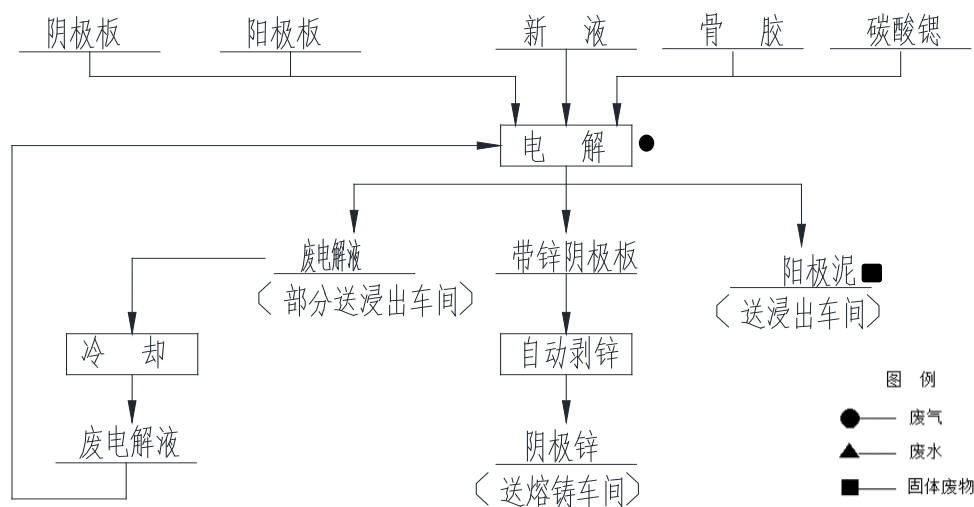 阴极板 阳极板 新 液 骨 胶 碳酸锶
电 解
废电解液 带锌阴极板 阳极泥
(部分送浸出车间) (送浸出车间)
冷 却 自动剥锌
图 例
废气
废电解液 阴极锌 废水
(送熔铸车间) 固体废物